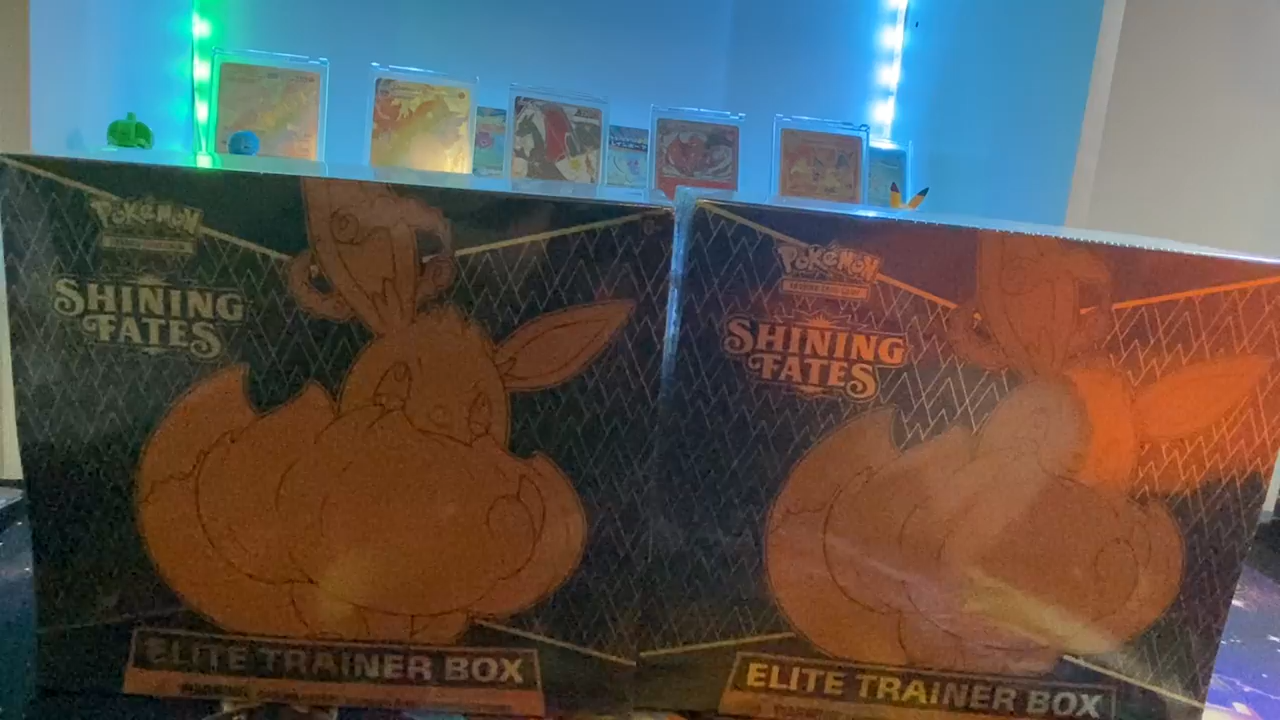 Pokémon
SHINING
FATES
ELITE TRAINER BOX
Pokémon
SHINING
FATES
ELITE TRAINER BOX